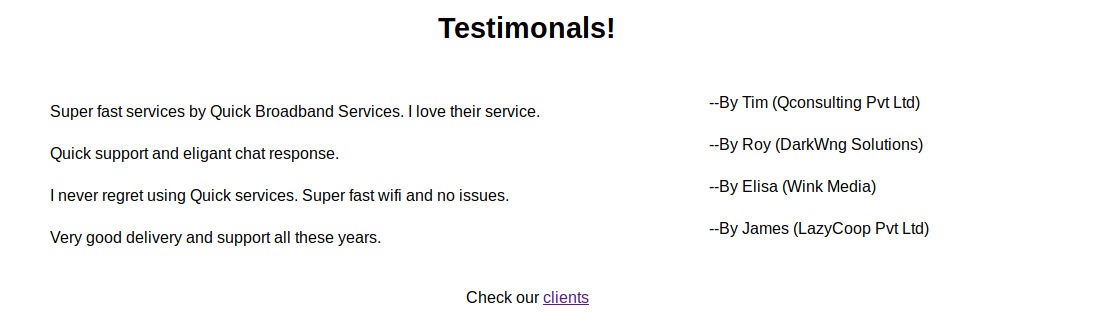 Testimonals!
Super fast services by Quick Broadband Services. I love their service.
--By Tim (Qconsulting Pvt Ltd)
Quick support and eligant chat response.
--By Roy (DarkWng Solutions)
I never regret using Quick services. Super fast wifi and no issues.
--By Elisa (Wink Media)
Very good delivery and support all these years.
--By James (LazyCoop Pvt Ltd)
Check our clients